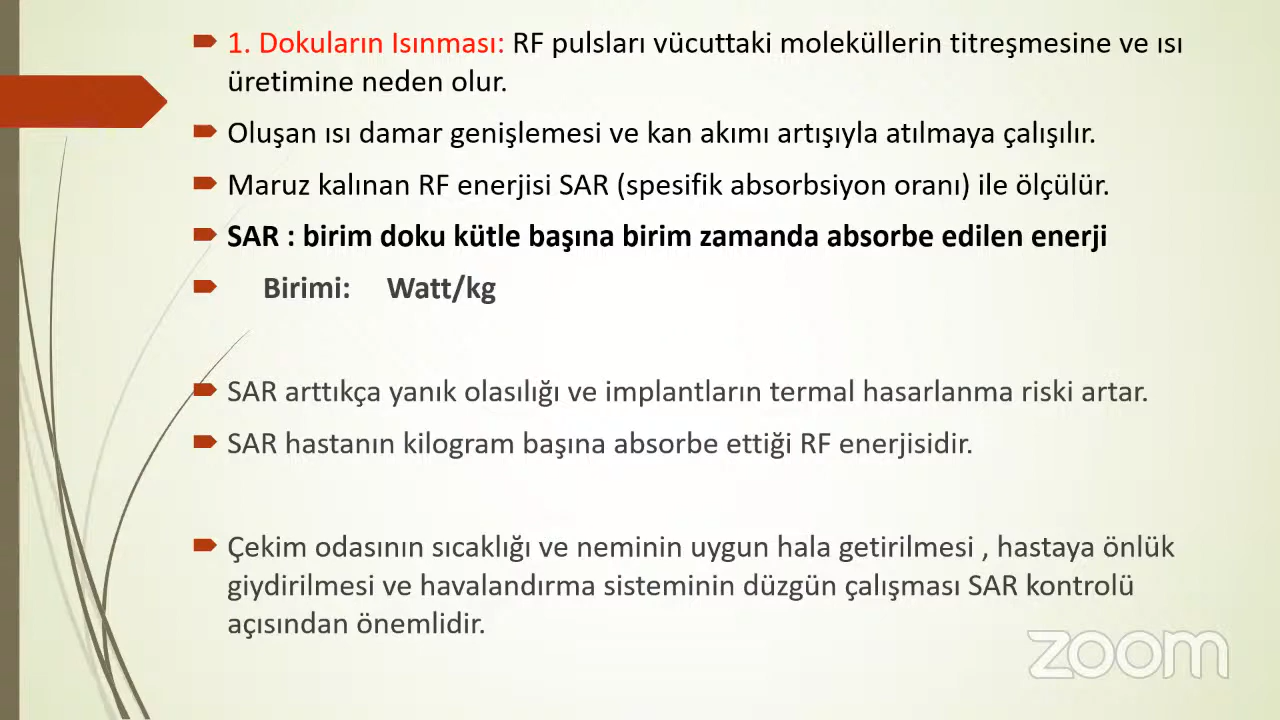 1. Dokuların Isınması: RF pulsları vücuttaki moleküllerin titreşmesine ve ısı
üretimine neden olur.
Oluşan ısı damar genişlemesi ve kan akımı artışıyla atılmaya çalışılır.
Maruz kalınan RF enerjisi SAR (spesifik absorbsiyon oranı) ile ölçülür.
SAR : birim doku kütle başına birim zamanda absorbe edilen enerji
Birimi: Watt/kg
SAR arttıkça yanık olasılığı ve implantların termal hasarlanma riski artar.
SAR hastanın kilogram başına absorbe ettiği RF enerjisidir.
Çekim odasının sıcaklığı ve neminin uygun hala getirilmesi , hastaya önlük
giydirilmesi ve havalandırma sisteminin düzgün çalışması SAR kontrolü
açısından önemlidir.
zoom